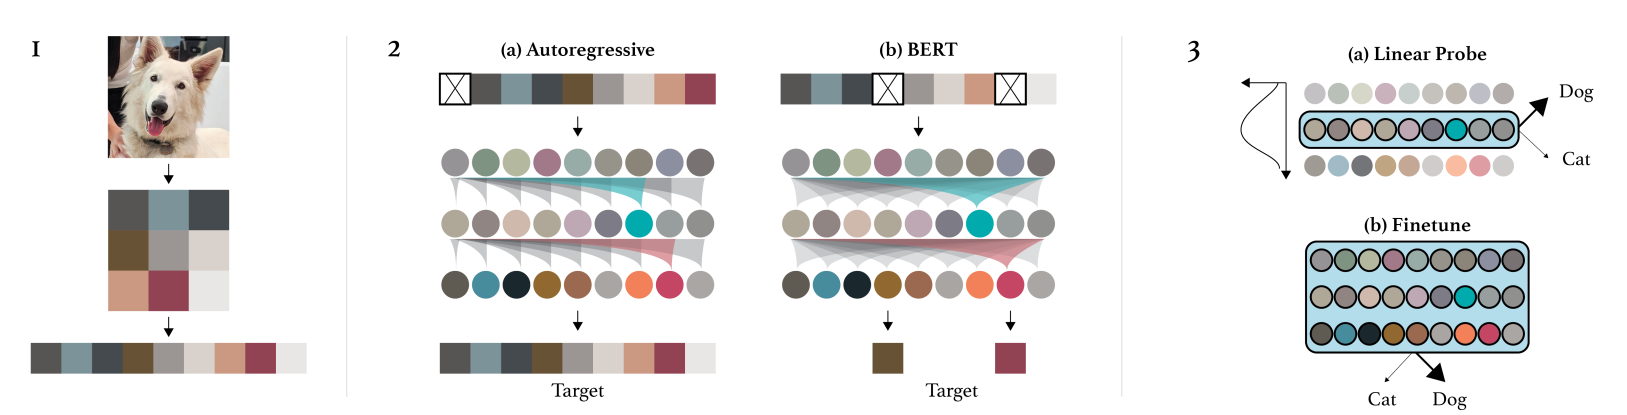 1
2
(a) Autoregressive
Target
(b) BERT
Target
3
(a) Linear Probe
Dog
Cat
(b) Finetune
Cat Dog